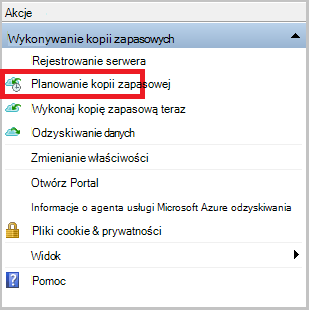 Akcje
Wykonywanie kopii zapasowych
Rejestrowanie serwera
Planowanie kopii zapasowej
Wykonaj kopię zapasową teraz
Odzyskiwanie danych
Zmienianie właściwości
Otwórz Portal
Informacje o agenta usługi Microsoft Azure odzyskiwania
Pliki cookie & prywatności
Widok
Pomoc